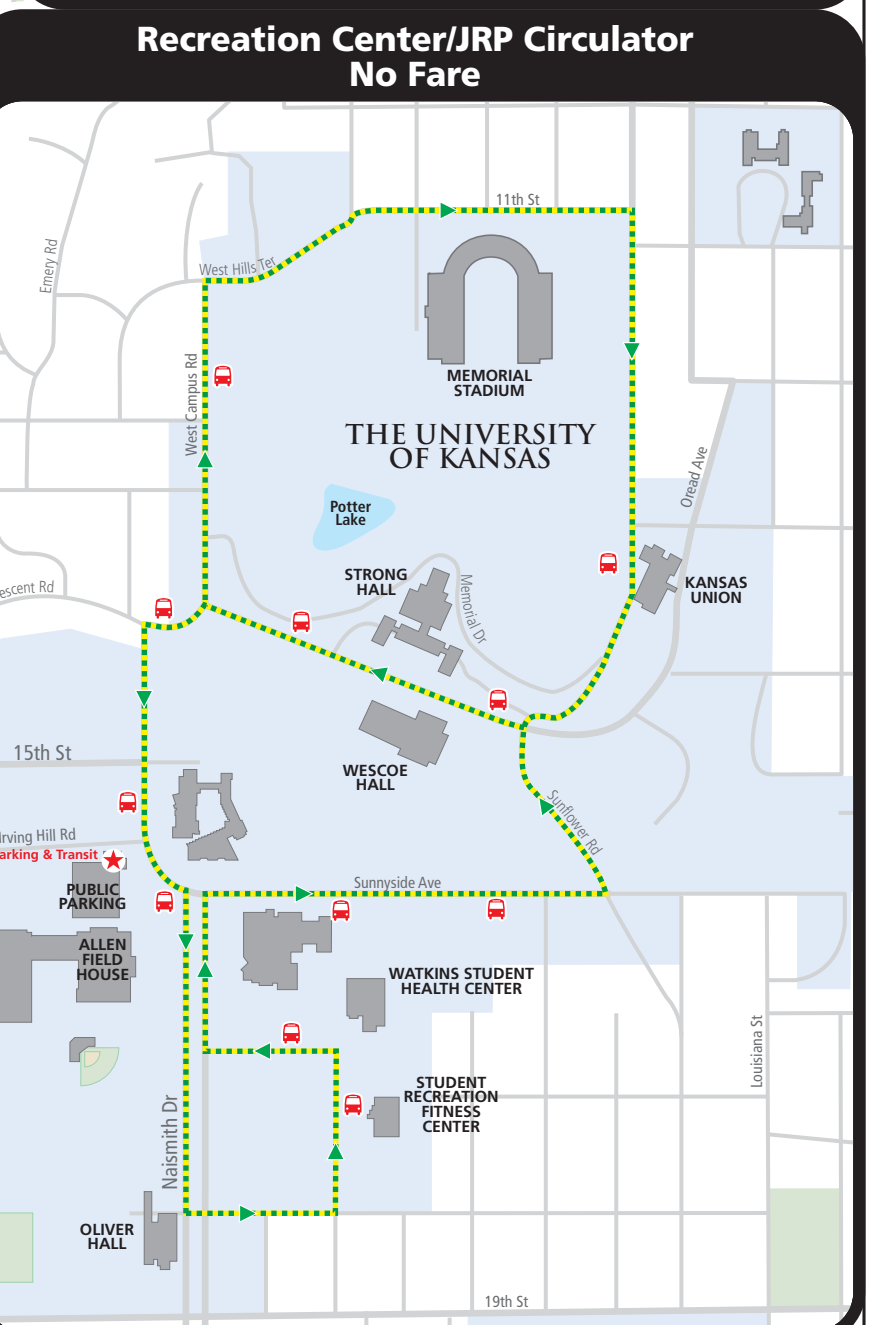 Recreation Center/JRP Circulator
No Fare
11th St
West Hills Ter
Emery Rd
MEMORIAL
STADIUM
West Campus Rd
THE UNIVERSITY
OF KANSAS
Oread Ave
Potter
Lake
STRONG
HALL
Memorial Dr
KANSAS
UNION
escent Rd
15th St
WESCOE
HALL
Sunflower Rd
Irving Hill Rd
arking & Transit
PUBLIC
PARKING
Sunnyside Ave
ALLEN
FIELD
HOUSE
WATKINS STUDENT
HEALTH CENTER
Louisiana St
STUDENT
RECREATION
FITNESS
CENTER
Naismith Dr
OLIVER
HALL
19th St